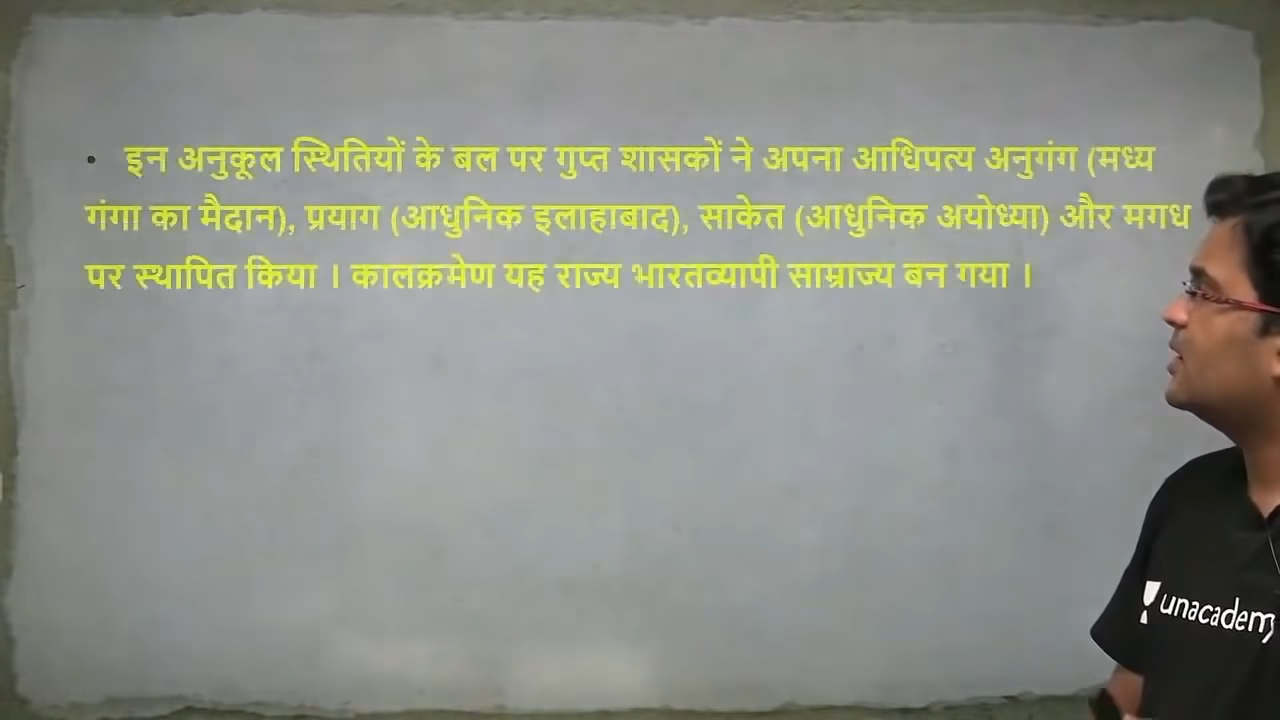 • इन अनुकूल स्थितियों के बल पर गुप्त शासकों ने अपना आधिपत्य अनुगंग (मध्य
गंगा का मैदान), प्रयाग (आधुनिक इलाहाबाद), साकेत (आधुनिक अयोध्या) और मगध
पर स्थापित किया । कालक्रमेण यह राज्य भारतव्यापी साम्राज्य बन गया ।
unacademy